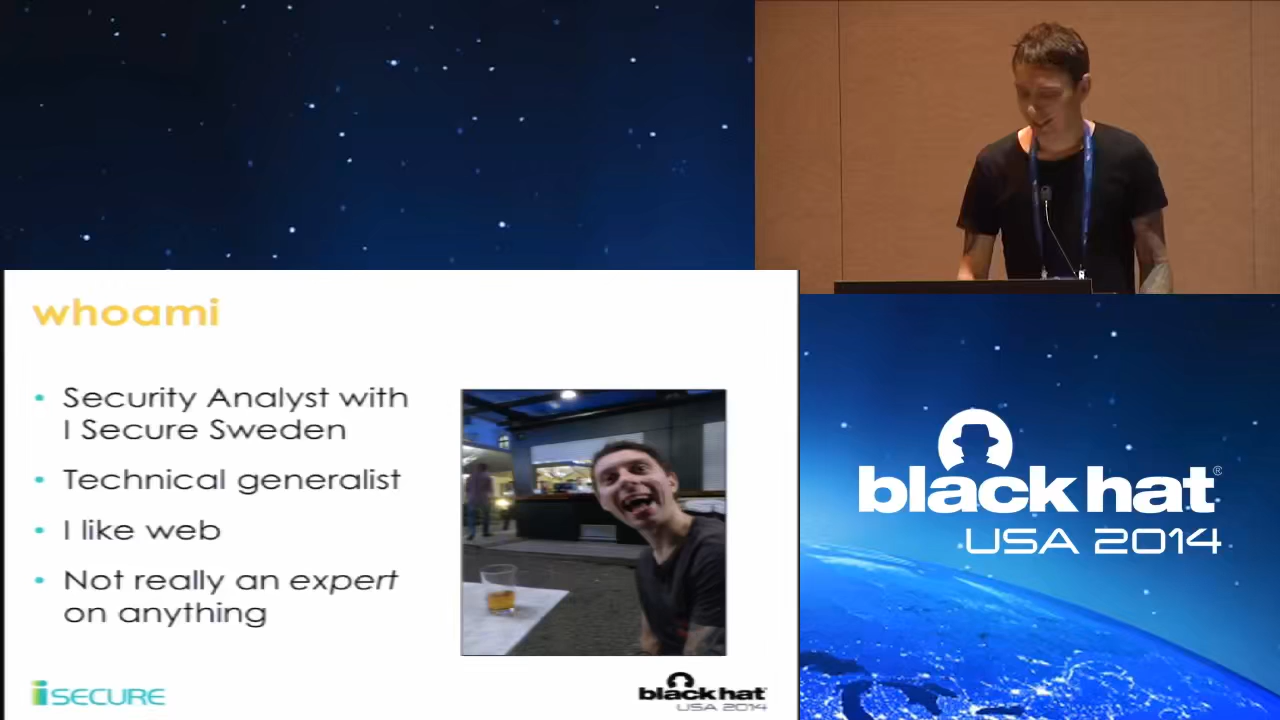 whoami
• Security Analyst with
I Secure Sweden
• Technical generalist
• I like web
• Not really an expert
on anything
iSECURE
black hat
USA 2014
black hat®
USA 2014